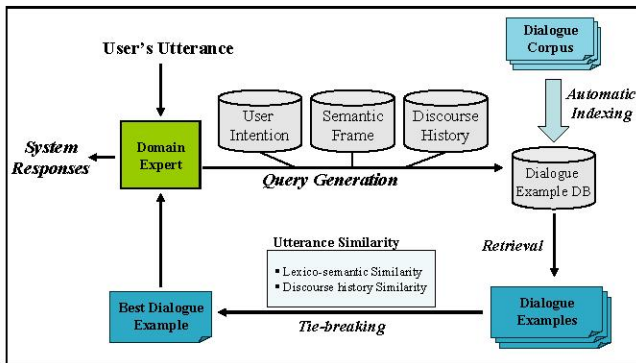 User's Utterance
Dialogue
Corpus
User
Intention
Semantic
Frame
Discourse
History
Automatic
Indexing
System
Responses
Domain
Expert
Query Generation
Dialogue
Example DB
Utterance Similarity
▪ Lexico-semantic Similarity
▪ Discourse history Similarity
Retrieval
Best Dialogue
Example
Tie-breaking
Dialogue
Examples